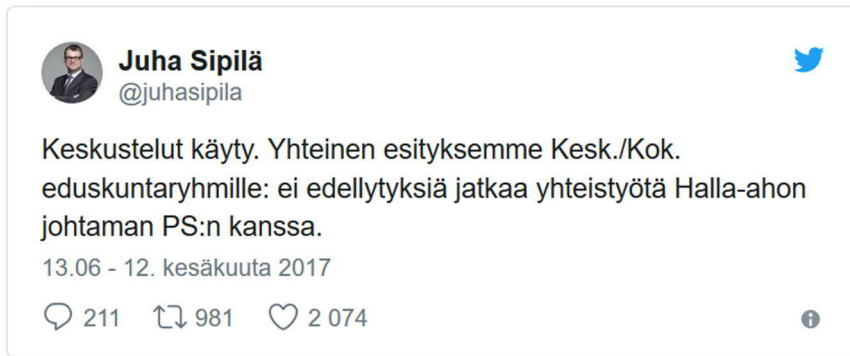 Juha Sipilä
@juhasipila
Keskustelut käyty. Yhteinen esityksemme Kesk./Kok.
eduskuntaryhmille: ei edellytyksiä jatkaa yhteistyötä Halla-ahon
johtaman PS:n kanssa.
13.06 - 12. kesäkuuta 2017
211 981 2 074